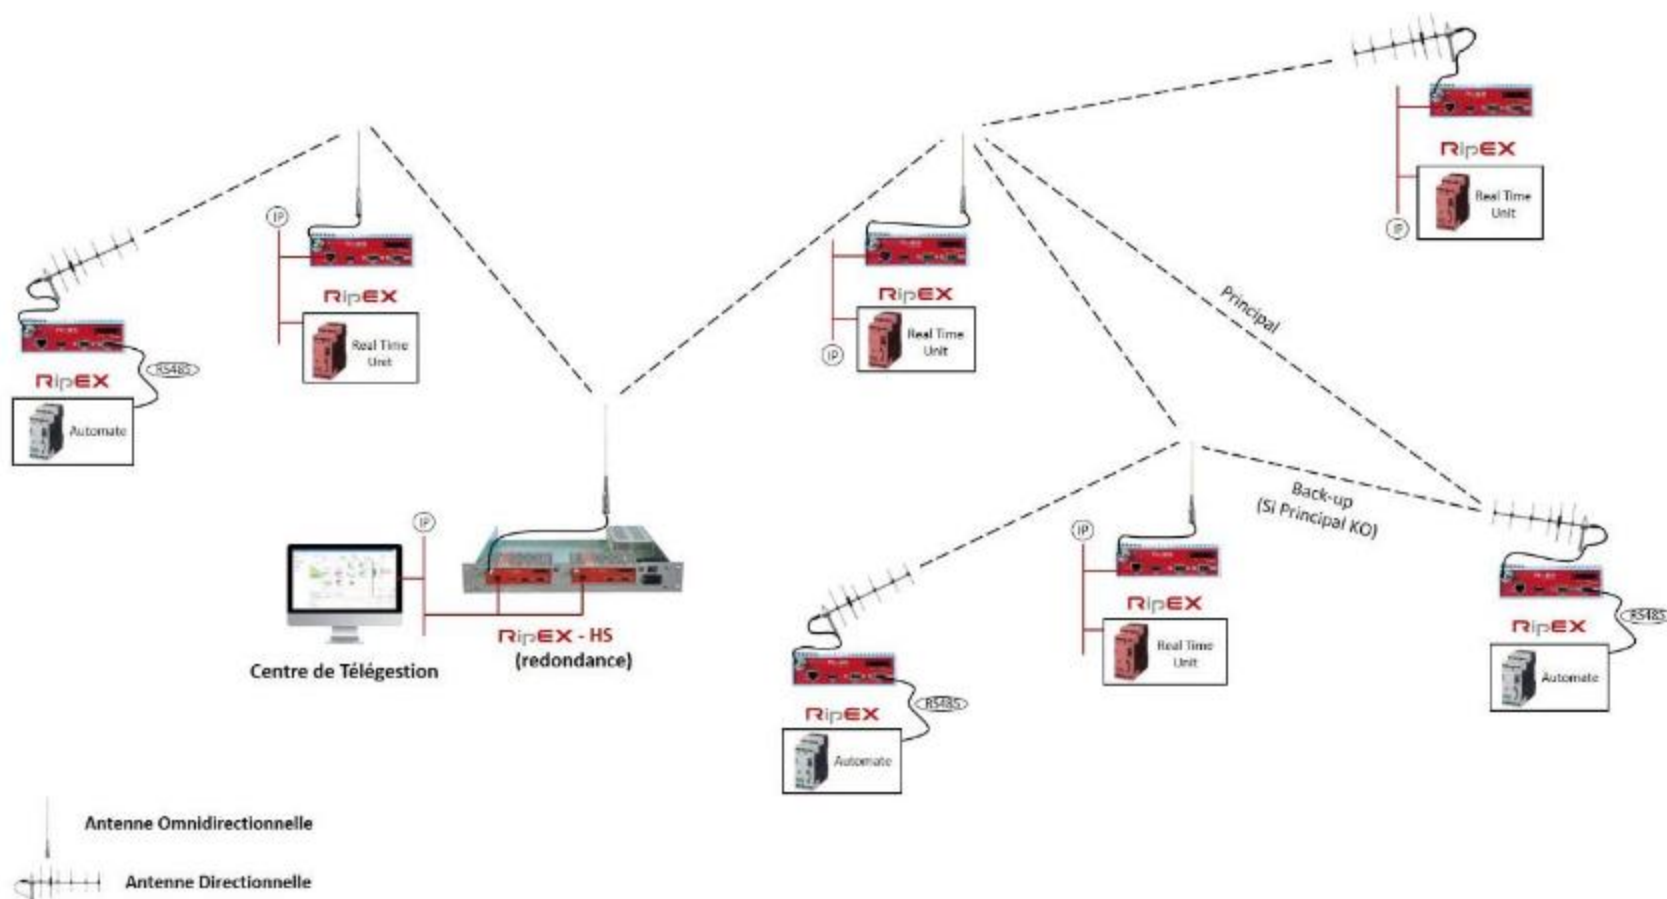 RipEX
Real Time
Unit
IP
IP
RipEX
Real Time
Unit
IP
RipEX
Real Time
Unit
RS485
RipEX
Automate
Principal
Back-up
(Si Principal KO)
IP
RipEX - HS
(redondance)
Centre de Télégestion
IP
RipEX
Real Time
Unit
RS485
RipEX
Automate
RS485
RipEX
Automate
IP
Antenne Omnidirectionnelle
Antenne Directionnelle